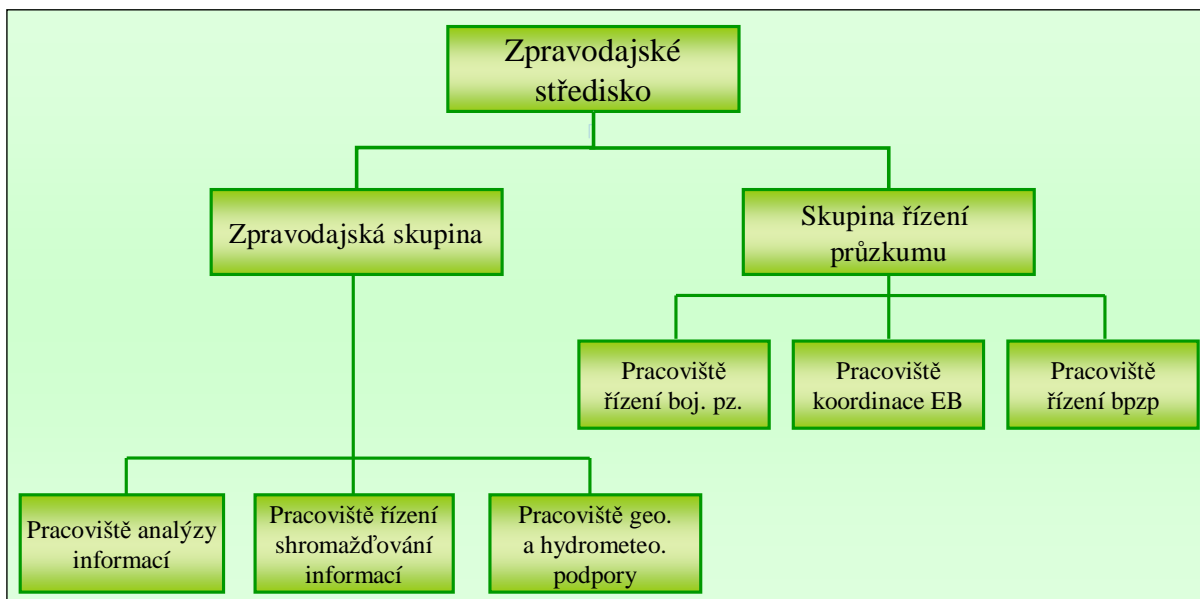 Zpravodajské
středisko
Zpravodajská skupina
Skupina řízení
průzkumu
Pracoviště
řízení boj. pz.
Pracoviště
koordinace EB
Pracoviště
řízení bpzp
Pracoviště analýzy
informací
Pracoviště řízení
shromažďování
informací
Pracoviště geo.
a hydrometeo.
podpory